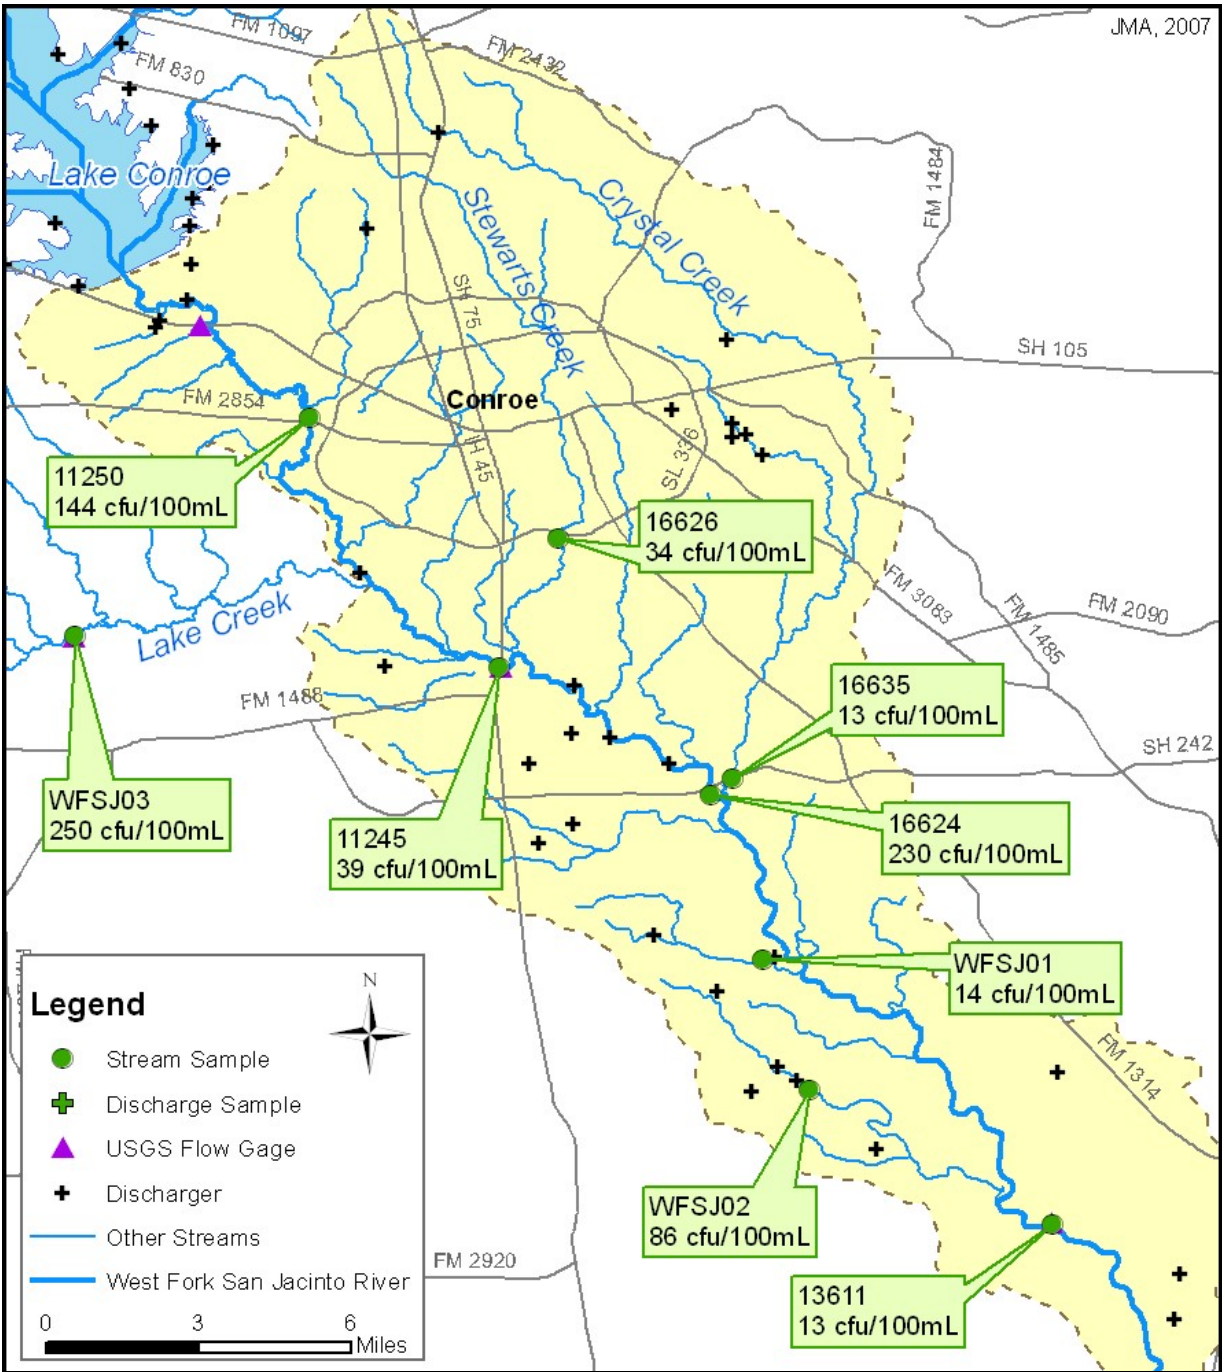 JMA, 2007
FM 1097
FM 2432
FM 830
Lake Conroe
FM 1484
Crystal Creek
Stewarts Creek
SH 75
SH 105
FM 2854
Conroe
IH 45
SL 336
11250
144 cfu/100mL
16626
34 cfu/100mL
FM 3083
FM 1485
FM 2090
Lake Creek
FM 1488
16635
13 cfu/100mL
SH 242
WFSJ03
250 cfu/100mL
11245
39 cfu/100mL
16624
230 cfu/100mL
WFSJ01
14 cfu/100mL
FM 1314
WFSJ02
86 cfu/100mL
13611
13 cfu/100mL
FM 2920
Legend
N
Stream Sample
Discharge Sample
USGS Flow Gage
Discharger
Other Streams
West Fork San Jacinto River
0 3 6
Miles